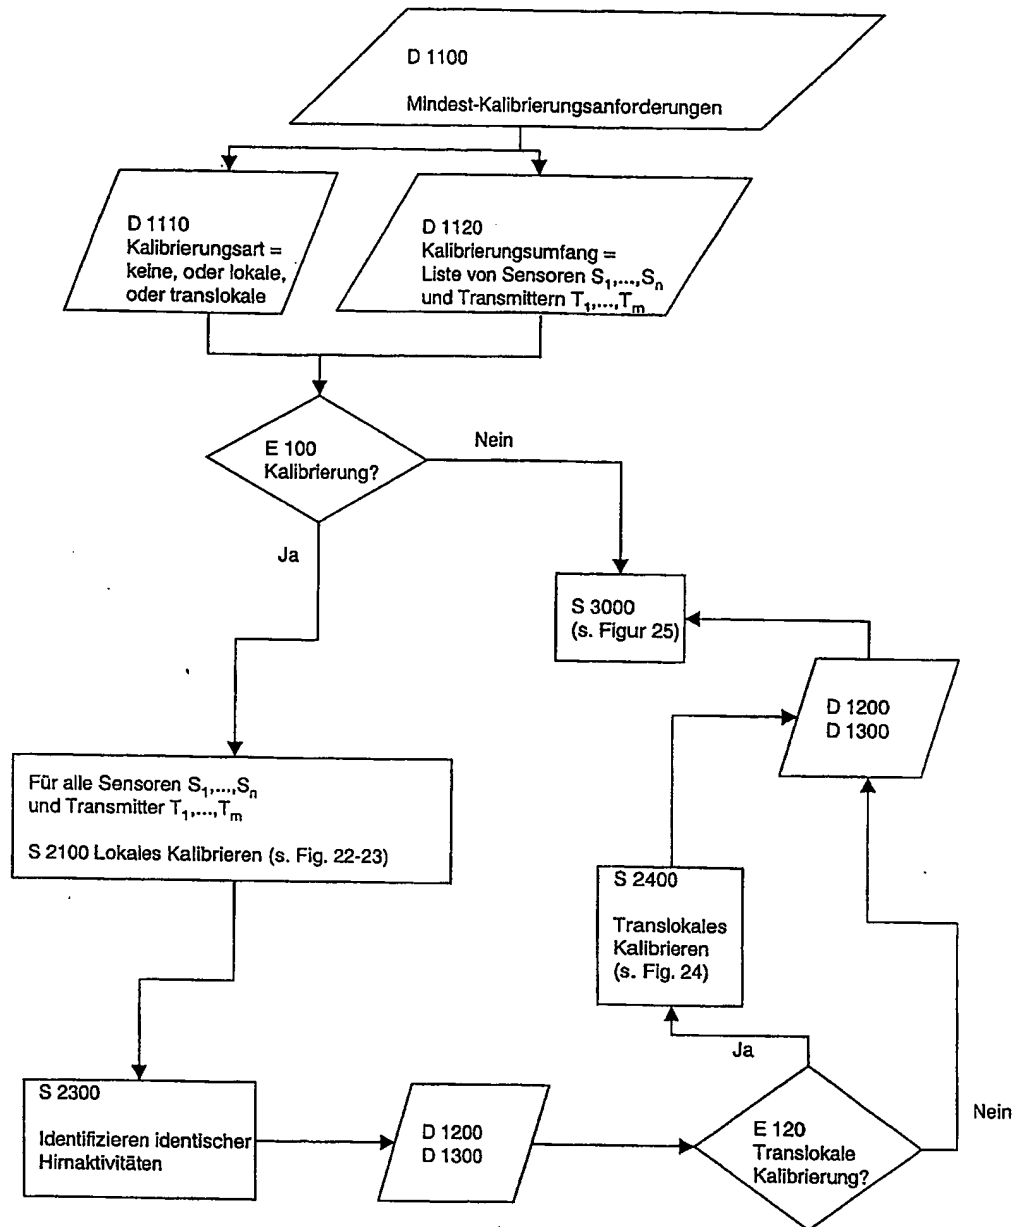 D 1100
Mindest-Kalibrierungsanforderungen
D 1110
Kalibrierungsart =
keine, oder lokale,
oder translokale
D 1120
Kalibrierungsumfang =
Liste von Sensoren S1,...,Sn
und Transmittern T1,...,Tm
E 100
Kalibrierung?
Nein
Ja
S 3000
(s. Figur 25)
D 1200
D 1300
Für alle Sensoren S1,...,Sn
und Transmitter T1,...,Tm
S 2100 Lokales Kalibrieren (s. Fig. 22-23)
S 2400
Translokales
Kalibrieren
(s. Fig. 24)
Ja
S 2300
Identifizieren identischer
Hirnaktivitäten
D 1200
D 1300
E 120
Translokale
Kalibrierung?
Nein